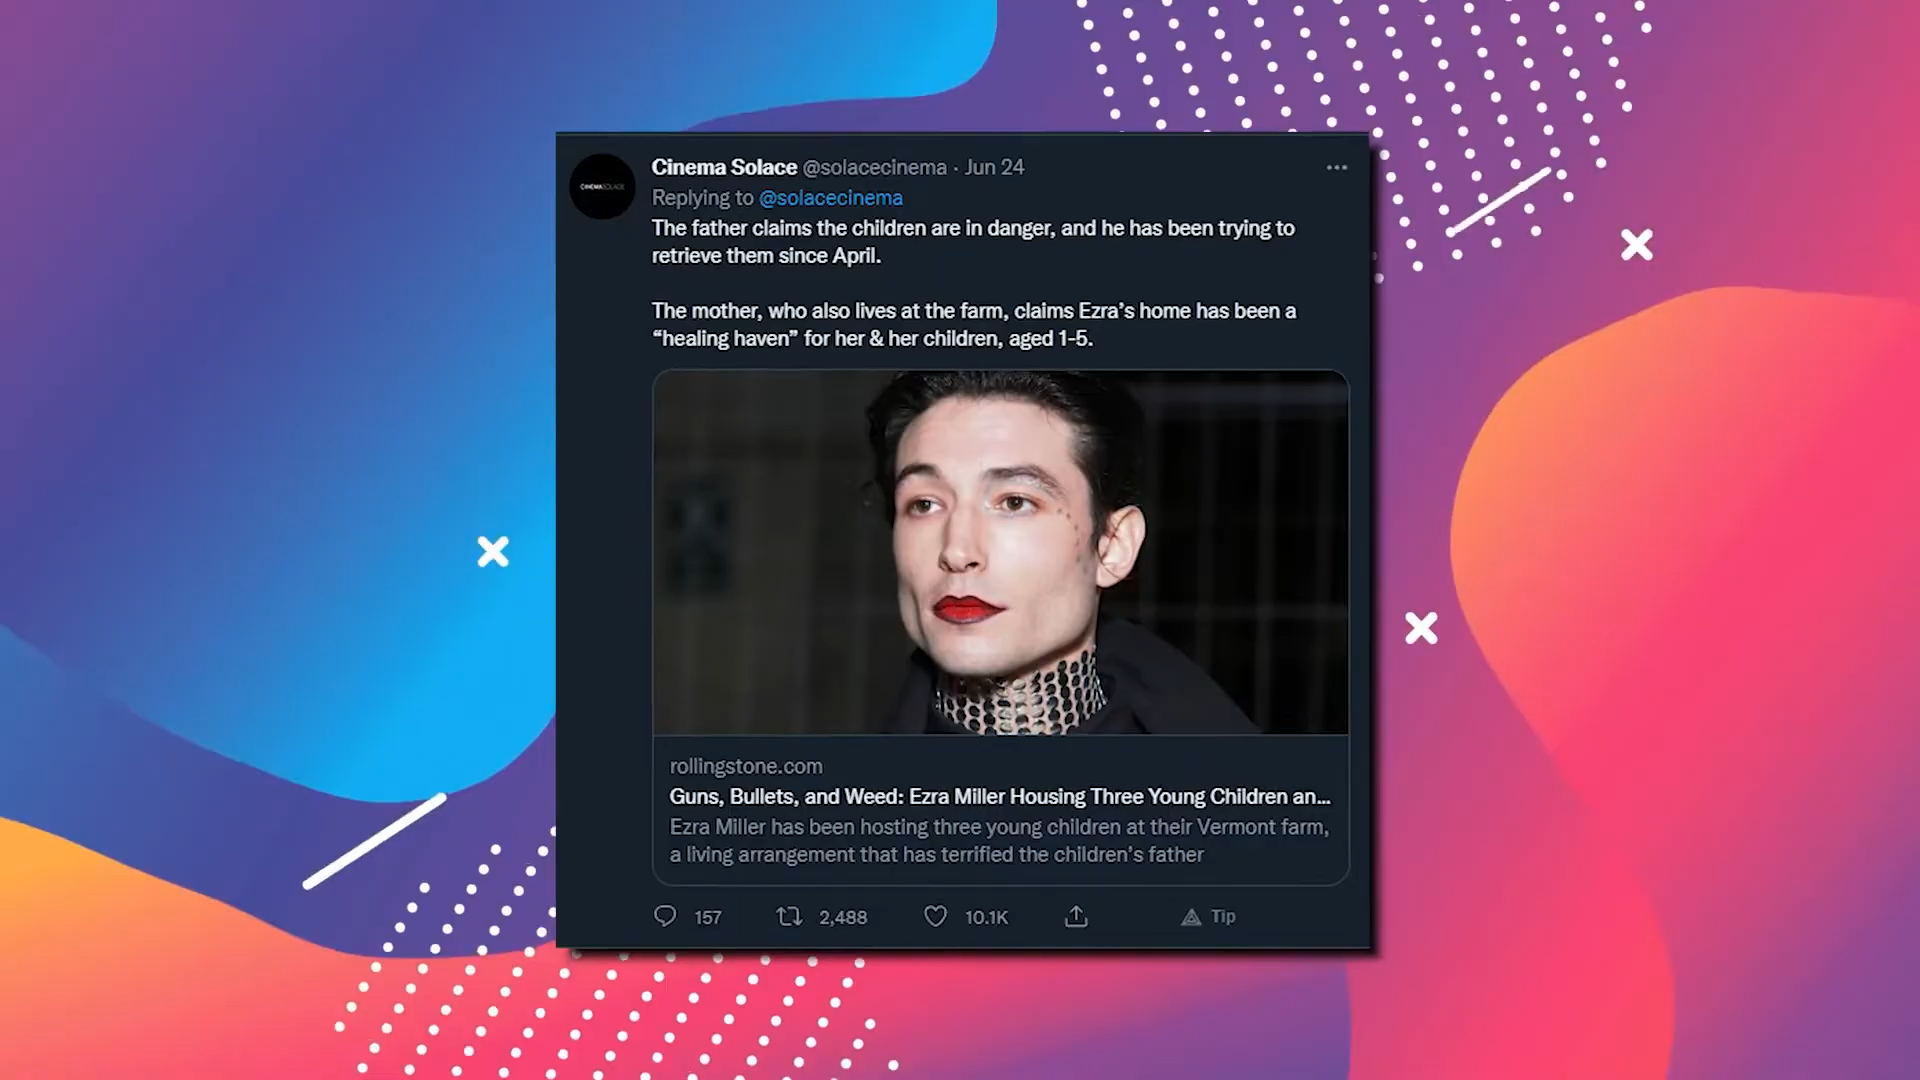 Cinema Solace @solacecinema · Jun 24
CINEMASOLACE
Replying to @solacecinema
The father claims the children are in danger, and he has been trying to
retrieve them since April.
The mother, who also lives at the farm, claims Ezra's home has been a
“healing haven” for her & her children, aged 1-5.
rollingstone.com
Guns, Bullets, and Weed: Ezra Miller Housing Three Young Children an...
Ezra Miller has been hosting three young children at their Vermont farm,
a living arrangement that has terrified the children's father
157 2,488 10.1K Tip